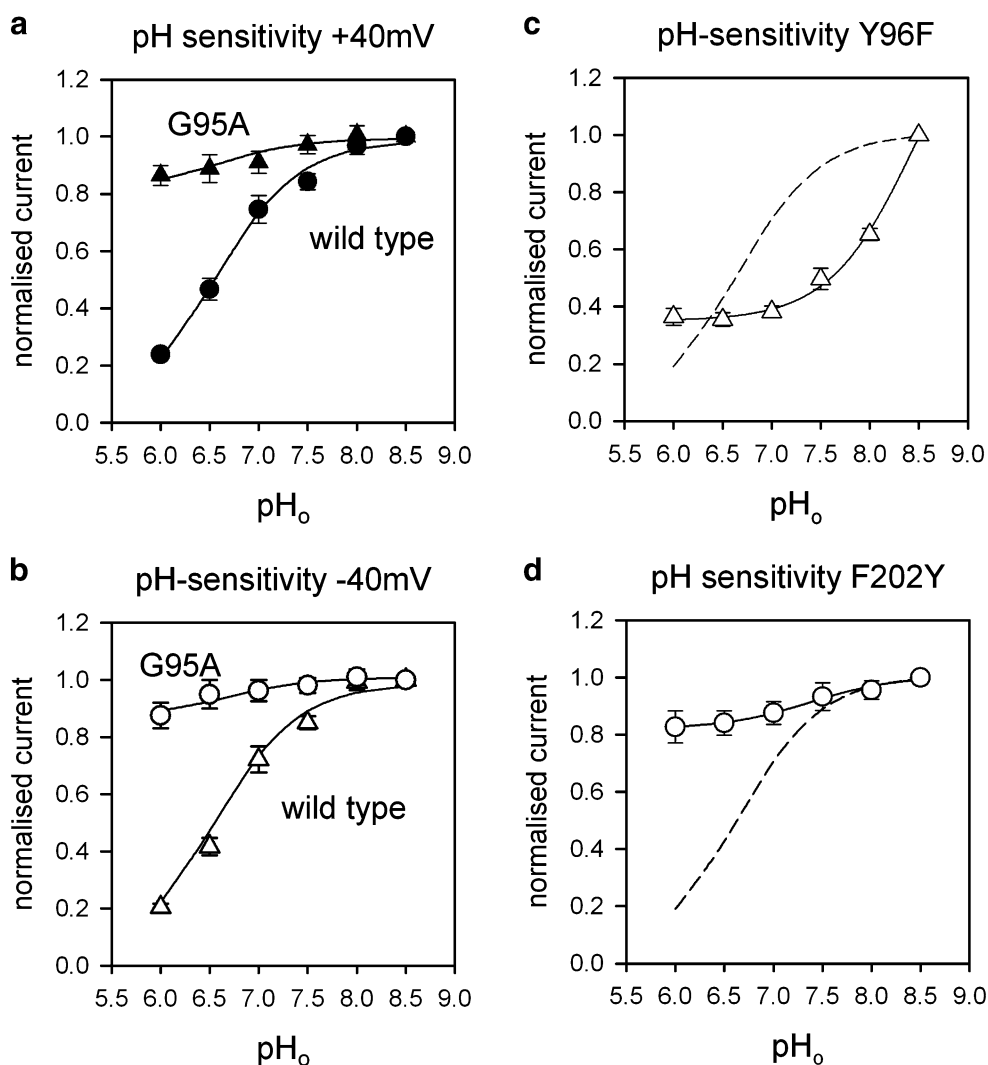 a
pH sensitivity +40mV
normalised current
1.2
1.0
0.8
0.6
0.4
0.2
0.0
G95A
wild type
5.5 6.0 6.5 7.0 7.5 8.0 8.5 9.0
pHo
c
pH-sensitivity Y96F
normalised current
1.2
1.0
0.8
0.6
0.4
0.2
0.0
5.5 6.0 6.5 7.0 7.5 8.0 8.5 9.0
pHo
b
pH-sensitivity -40mV
normalised current
1.2
1.0
0.8
0.6
0.4
0.2
0.0
G95A
wild type
5.5 6.0 6.5 7.0 7.5 8.0 8.5 9.0
pHo
d
pH sensitivity F202Y
normalised current
1.2
1.0
0.8
0.6
0.4
0.2
0.0
5.5 6.0 6.5 7.0 7.5 8.0 8.5 9.0
pHo